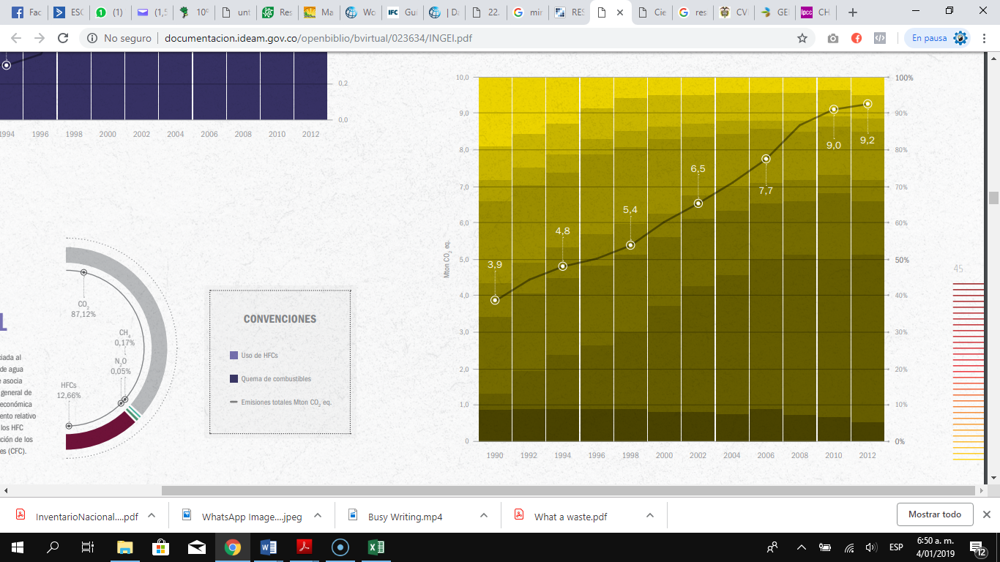 Fac
ESC
(1)
(1,5
10º
unt
Res
Ma
Wo
IFC
Gui
| Da
22.
mir
RES
Cie
res
CV
GEI
ipcc
CH
No seguro
documentacion.ideam.gov.co/openbiblio/bvirtual/023634/INGEI.pdf
En pausa
0,2
0,0
1994 1996 1998 2000 2002 2004 2006 2008 2010 2012
CO2
87,12%
CH4
0,17%
N2O
0,05%
HFCs
12,66%
ciada al
de agua
e asocia
general de
económica
ento relativo
los HFC
ción de los
es (CFC).
CONVENCIONES
Uso de HFCs
Quema de combustibles
Emisiones totales Mton CO2 eq.
Mton CO2 eq.
10,0
9,0
8,0
7,0
6,0
5,0
4,0
3,0
2,0
1,0
0
3,9
4,8
5,4
6,5
7,7
9,0
9,2
100%
90%
80%
70%
60%
50%
40%
30%
20%
10%
0%
1990 1992 1994 1996 1998 2000 2002 2004 2006 2008 2010 2012
45
InventarioNacional....pdf
WhatsApp Image....jpeg
Busy Writing.mp4
What a waste.pdf
Mostrar todo
ESP
6:50 a. m.
4/01/2019
12